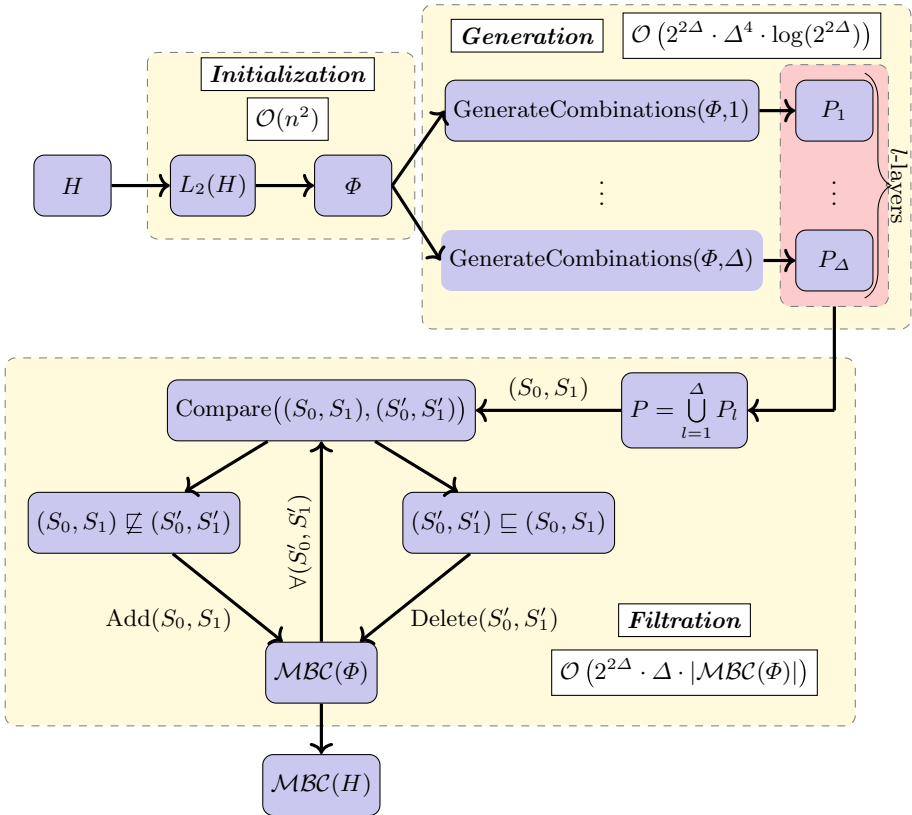 Generation
𝒪(2^{2Δ} · Δ^4 · log(2^{2Δ}))
Initialization
𝒪(n^2)
GenerateCombinations(Φ,1)
P_1
H
L_2(H)
Φ
⋮
⋮
l-layers
GenerateCombinations(Φ,Δ)
P_Δ
Compare((S_0, S_1), (S′_0, S′_1))
(S_0, S_1)
P = ⋃_{l=1}^{Δ} P_l
(S_0, S_1) ⋢ (S′_0, S′_1)
∀(S′_0, S′_1)
(S′_0, S′_1) ⊑ (S_0, S_1)
Add(S_0, S_1)
Delete(S′_0, S′_1)
Filtration
ℳℬ𝒞(Φ)
𝒪(2^{2Δ} · Δ · |ℳℬ𝒞(Φ)|)
ℳℬ𝒞(H)